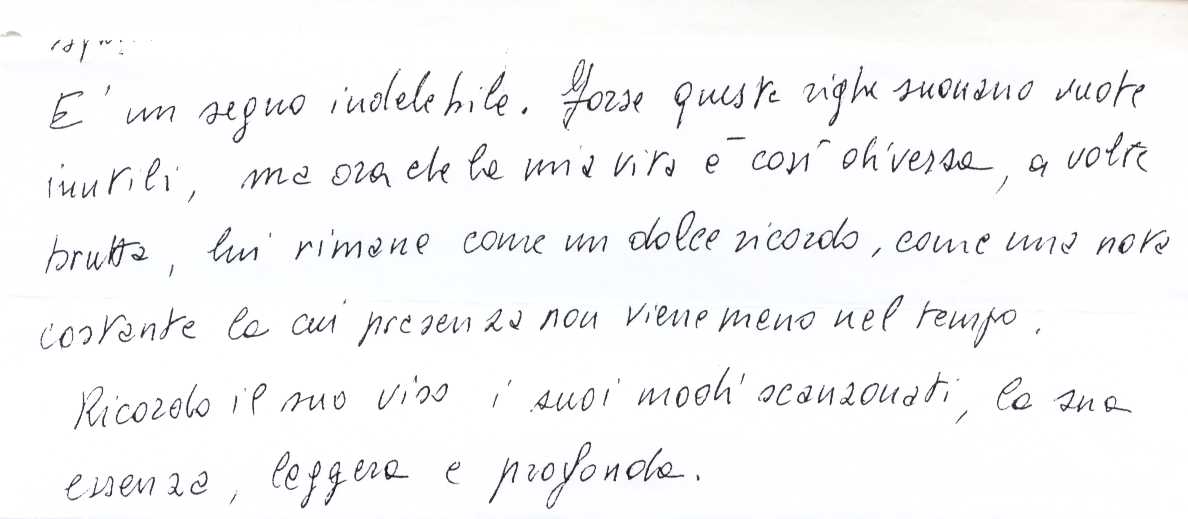 E' un segno indelebile. Forse queste righe suonano vuote
inutili, ma ora che la mia vita è così diversa, a volte
brutta, lui rimane come un dolce ricordo, come una nota
costante la cui presenza non viene meno nel tempo.
Ricordo il suo viso i suoi modi scanzonati, la sua
essenza, leggera e profonda.